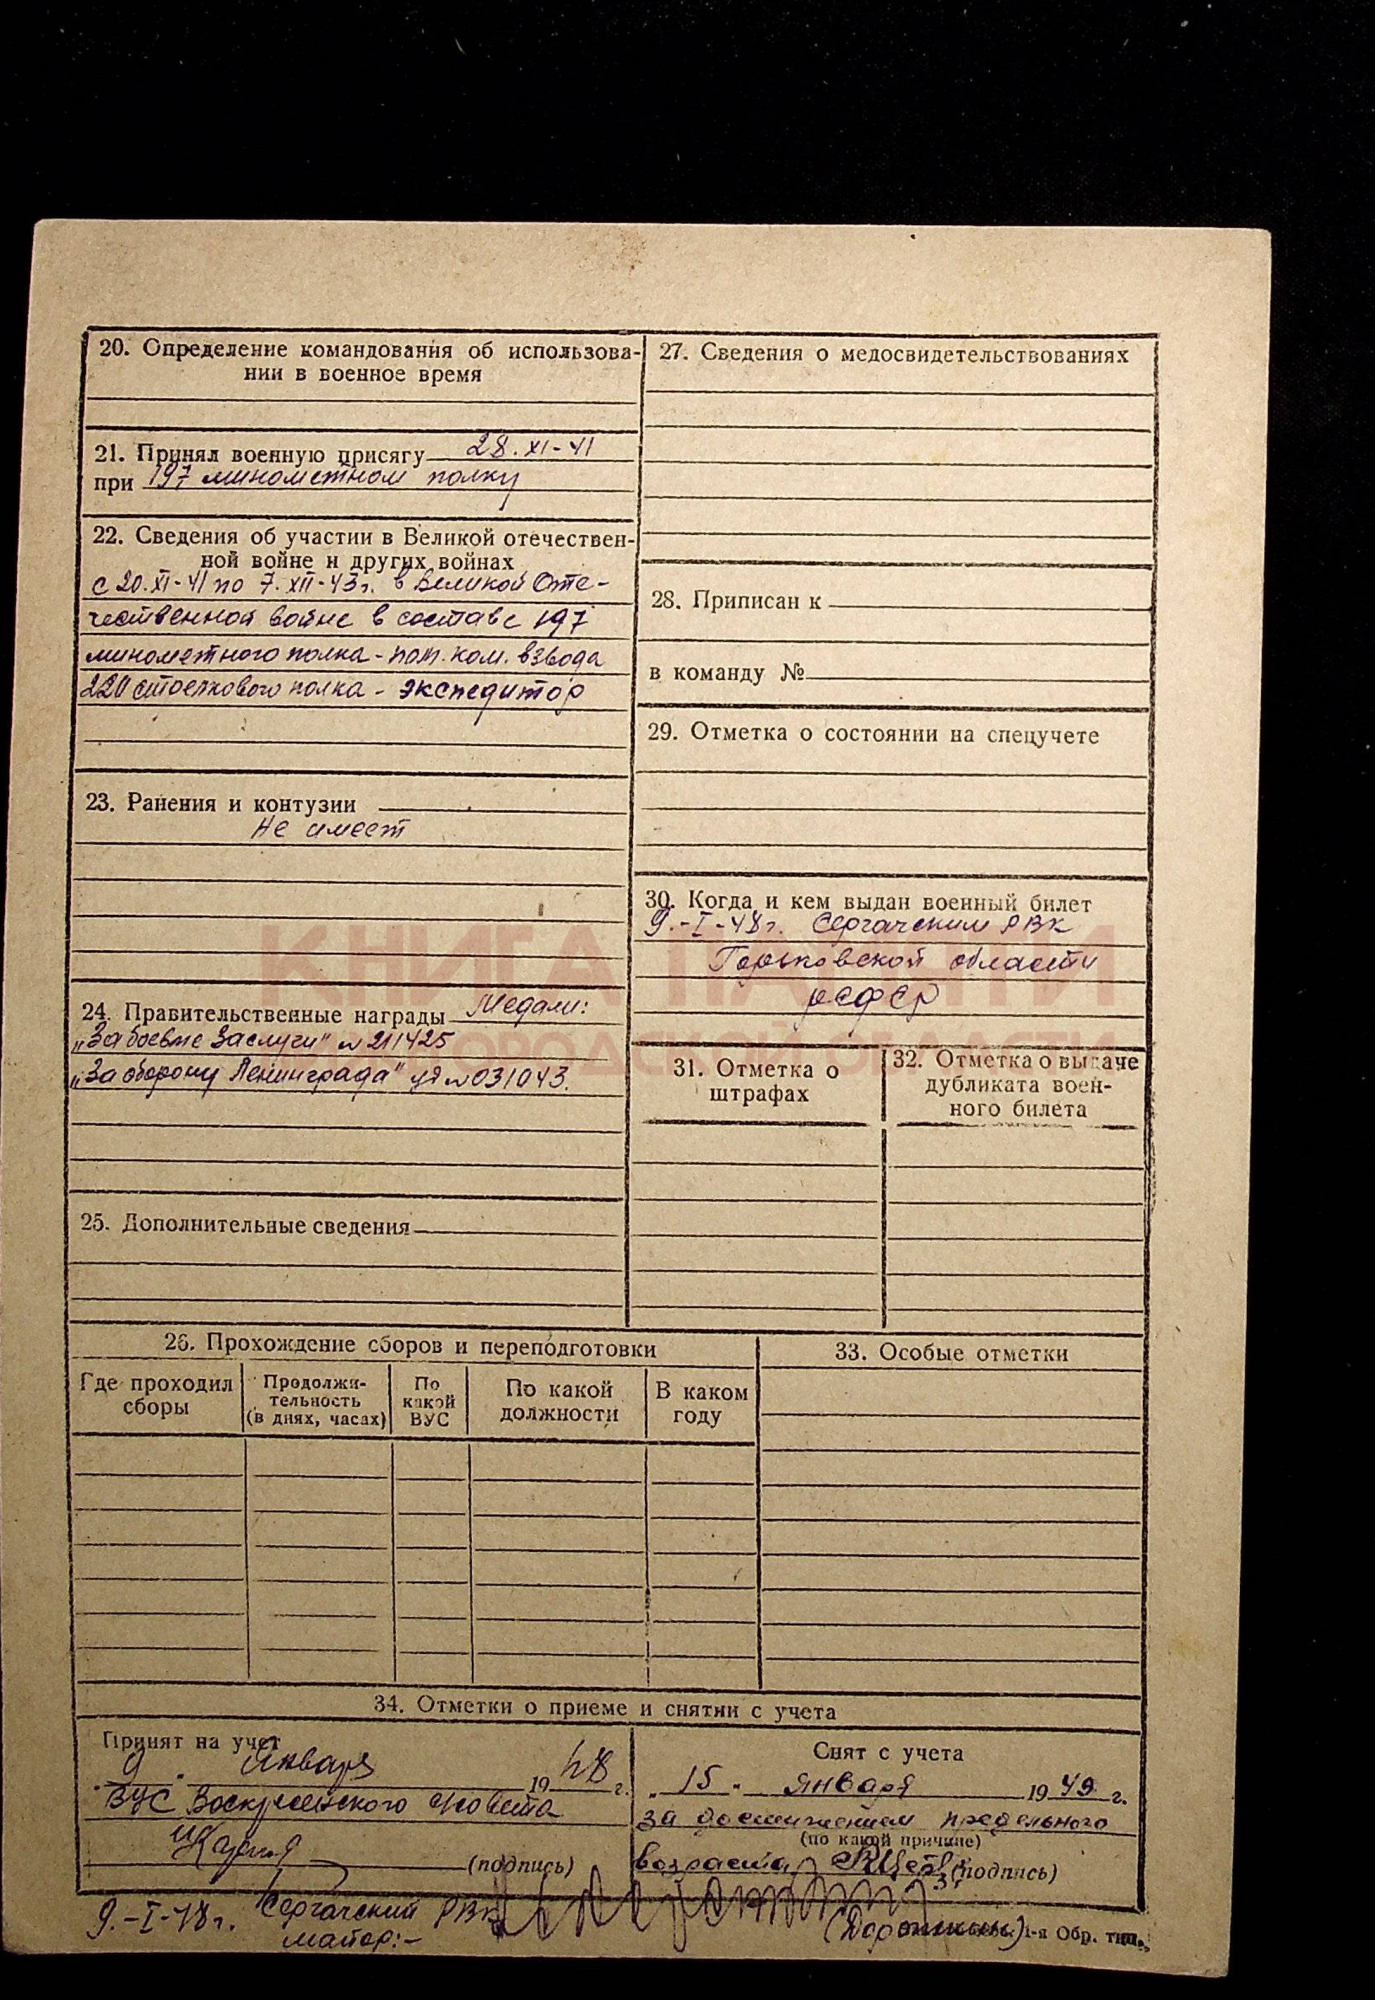 20. Определение командования об использова-
нии в военное время
21. Принял военную присягу 28.XI-41
при 197 минометном полку
22. Сведения об участии в Великой отечествен-
ной войне и других войнах
с 20.XI-41 по 7.XII-43г. в Великой Оте-
чественной войне в составе 197
минометного полка - пом. ком. взвода
220 стрелкового полка - экспедитор
23. Ранения и контузии
Не имеет
24. Правительственные награды Медали:
„За боевые Заслуги" №211425
„За оборону Ленинграда" уд №031043.
25. Дополнительные сведения
27. Сведения о медосвидетельствованиях
28. Приписан к
в команду №
29. Отметка о состоянии на спецучете
30. Когда и кем выдан военный билет
9.-I-48г. Сергачским РВК
Горьковской области
РСФСР
КНИГА ПАМЯТИ
31. Отметка о
штрафах
32. Отметка о выдаче
дубликата воен-
ного билета
26. Прохождение сборов и переподготовки
Где проходил
сборы
Продолжи-
тельность
(в днях, часах)
По
какой
ВУС
По какой
должности
В каком
году
33. Особые отметки
34. Отметки о приеме и снятии с учета
Принят на учет
„ 9 " Января 1948 г.
ВУС Воскресенского с/совета
(подпись)
Снят с учета
„ 15 " января 1949 г.
за достижением предельного
(по какой причине)
возраста
(подпись)
9.-I-48г. Сергачский РВК
майор:-
1-я Обр. тип.